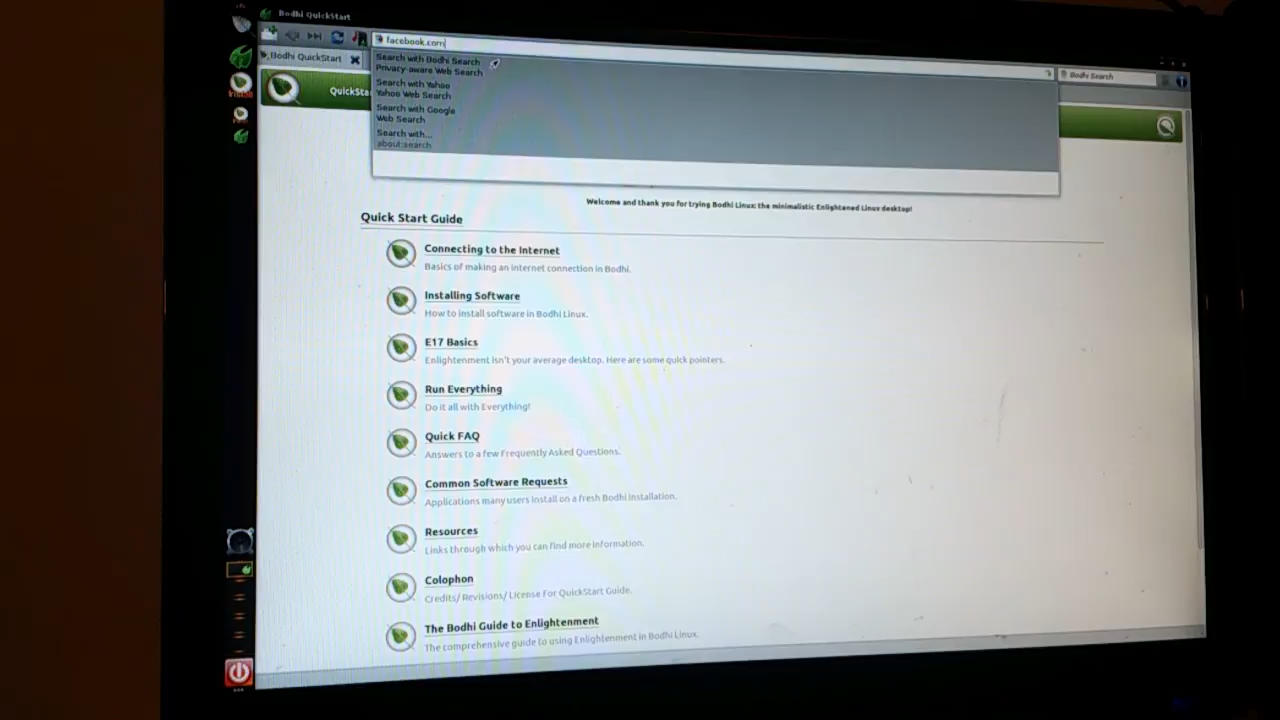 Bodhi QuickStart
facebook.com
Bodhi Search
Bodhi QuickStart
Search with Bodhi Search
Privacy-aware Web Search
Search with Yahoo
Yahoo Web Search
Search with Google
Web Search
Search with...
about:search
QuickSta
Welcome and thank you for trying Bodhi Linux: the minimalistic Enlightened Linux desktop!
Quick Start Guide
Connecting to the Internet
Basics of making an internet connection in Bodhi.
Installing Software
How to install software in Bodhi Linux.
E17 Basics
Enlightenment isn't your average desktop. Here are some quick pointers.
Run Everything
Do it all with Everything!
Quick FAQ
Answers to a few Frequently Asked Questions.
Common Software Requests
Applications many users install on a fresh Bodhi installation.
Resources
Links through which you can find more information.
Colophon
Credits/ Revisions/ License For QuickStart Guide.
The Bodhi Guide to Enlightenment
The comprehensive guide to using Enlightenment in Bodhi Linux.